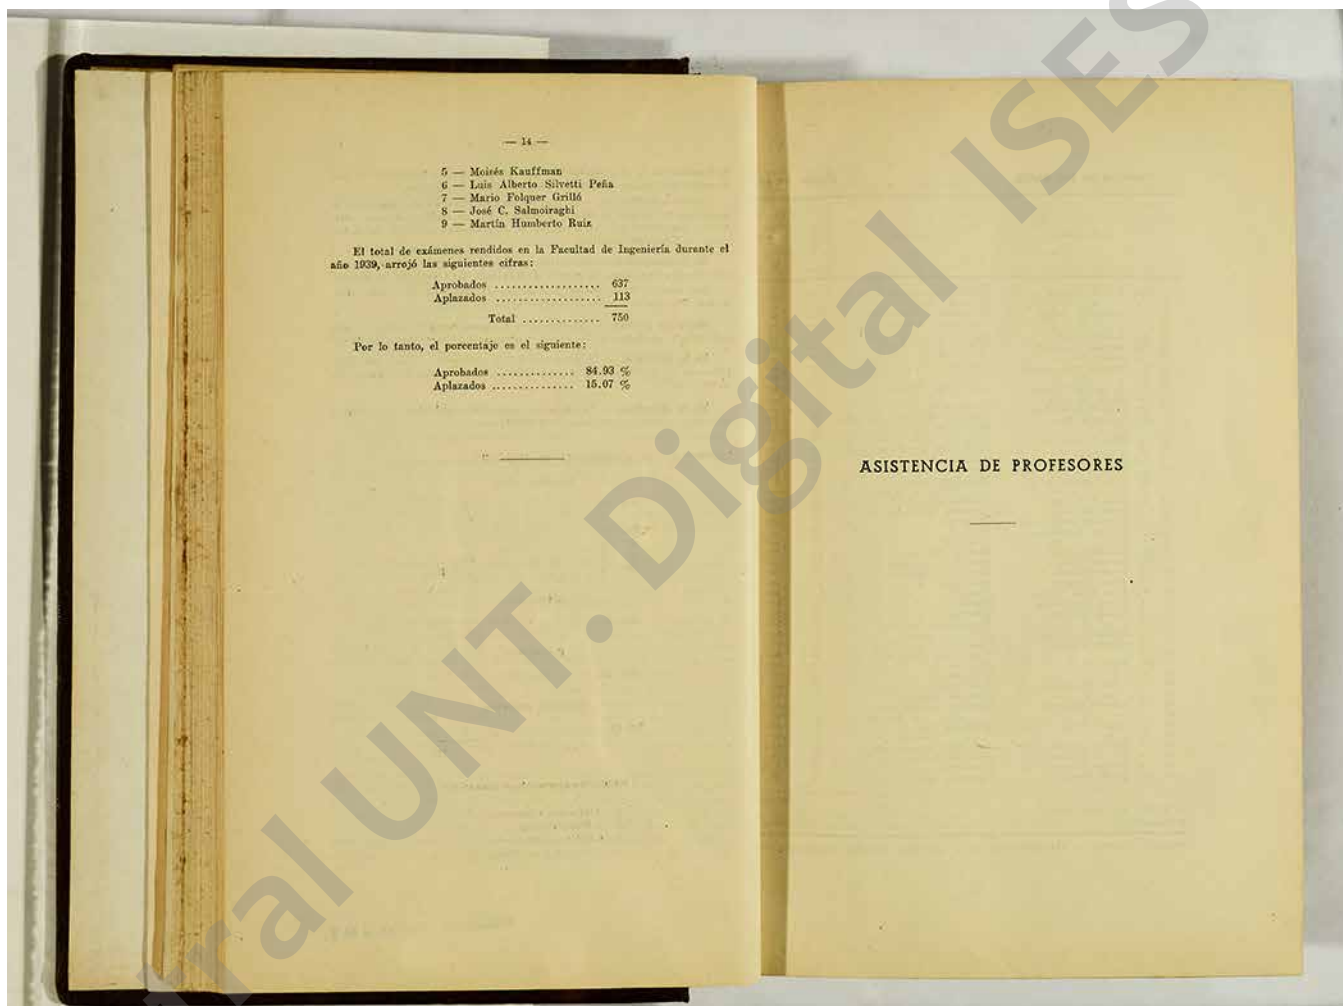 — 14 —
5 — Moisés Kauffman
6 — Luis Alberto Silvetti Peña
7 — Mario Folquer Grilló
8 — José C. Salmoiraghi
9 — Martín Humberto Ruiz
El total de exámenes rendidos en la Facultad de Ingeniería durante el
año 1939, arrojó las siguientes cifras:
Aprobados ................... 637
Aplazados ................... 113
Total .............. 750
Por lo tanto, el porcentaje es el siguiente:
Aprobados .............. 84.93 %
Aplazados ............... 15.07 %
ASISTENCIA DE PROFESORES
UNT. Digital ISES